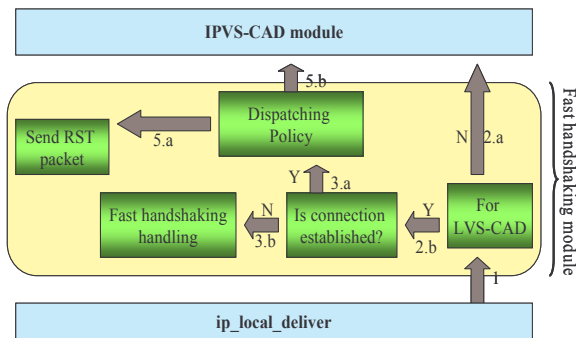 IPVS-CAD module
5.b
Dispatching
Policy
Send RST
packet
5.a
N
2.a
Y
3.a
Fast handshaking
handling
N
3.b
Is connection
established?
Y
2.b
For
LVS-CAD
1
Fast handshaking module
ip_local_deliver